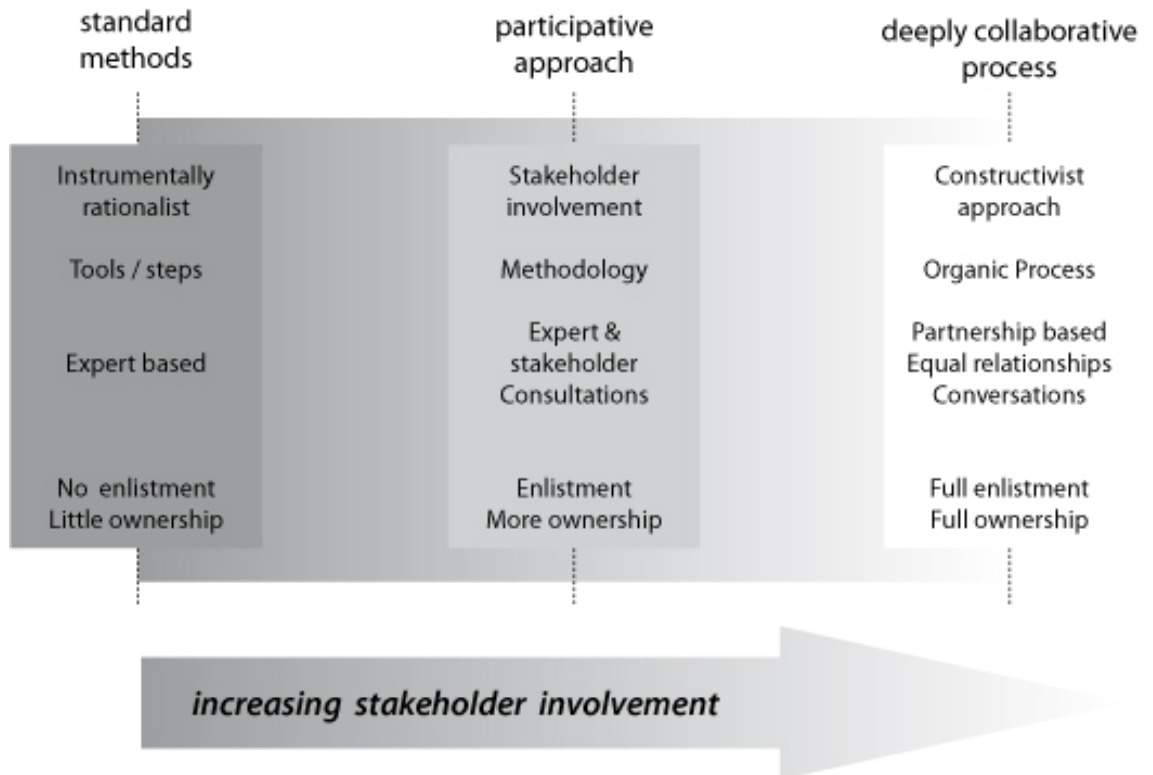 standard
methods
participative
approach
deeply collaborative
process
Instrumentally
rationalist
Tools / steps
Expert based
No enlistment
Little ownership
Stakeholder
involvement
Methodology
Expert &
stakeholder
Consultations
Enlistment
More ownership
Constructivist
approach
Organic Process
Partnership based
Equal relationships
Conversations
Full enlistment
Full ownership
increasing stakeholder involvement